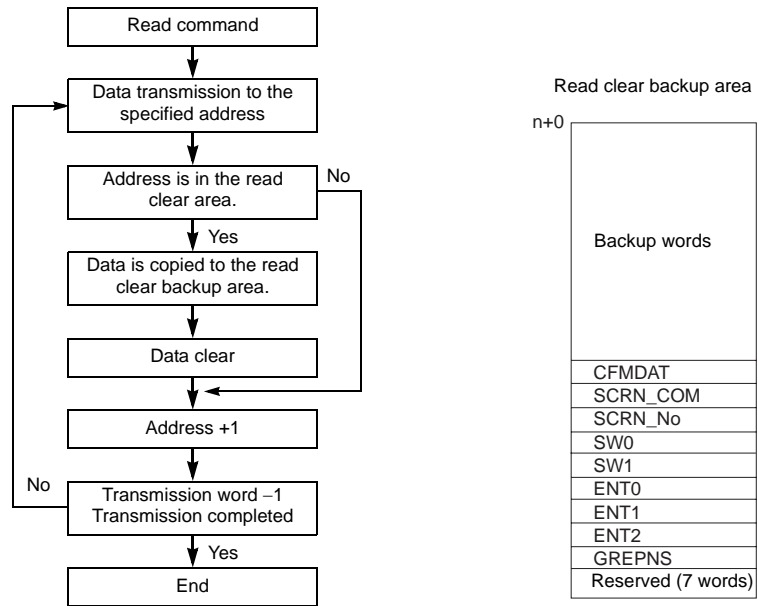 Read command
Data transmission to the
specified address
Address is in the read
clear area.
No
Yes
Data is copied to the read
clear backup area.
Data clear
Address +1
No
Transmission word −1
Transmission completed
Yes
End
Read clear backup area
n+0
Backup words
CFMDAT
SCRN_COM
SCRN_No
SW0
SW1
ENT0
ENT1
ENT2
GREPNS
Reserved (7 words)